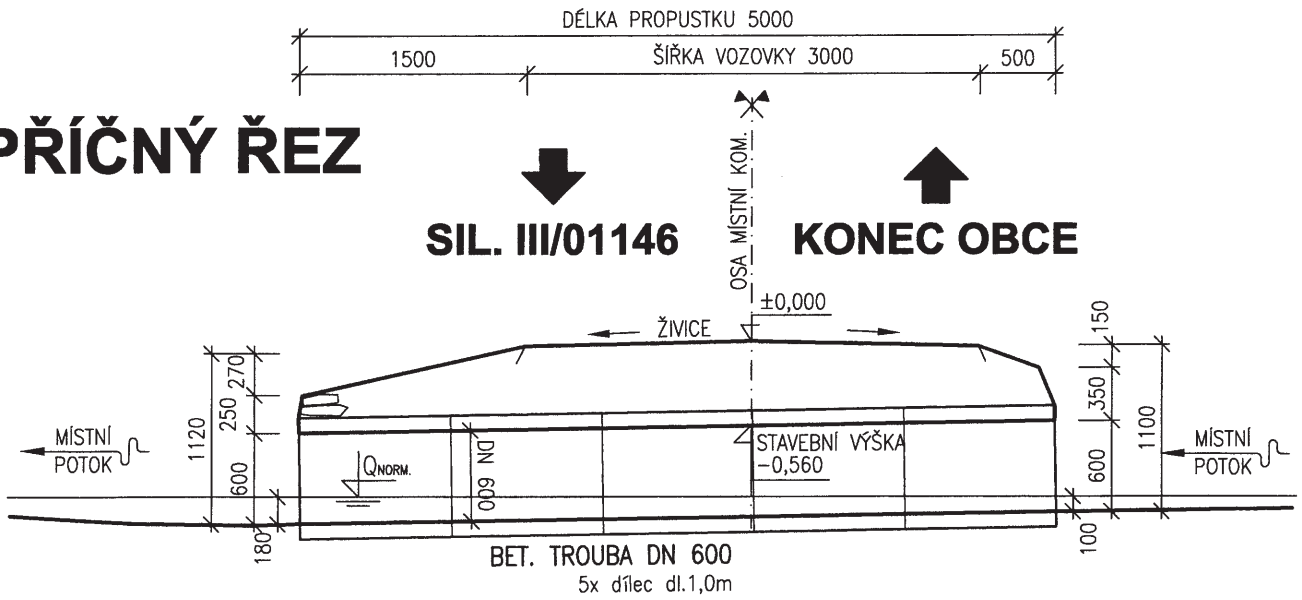 DÉLKA PROPUSTKU 5000
1500
ŠÍŘKA VOZOVKY 3000
500
PŘÍČNÝ ŘEZ
OSA MÍSTNÍ KOM.
SIL. III/01146
KONEC OBCE
±0,000
ŽIVICE
150
270
350
250
1120
1100
600
600
MÍSTNÍ
POTOK
QNORM.
DN 600
STAVEBNÍ VÝŠKA
-0,560
MÍSTNÍ
POTOK
180
100
BET. TROUBA DN 600
5x dílec dl.1,0m